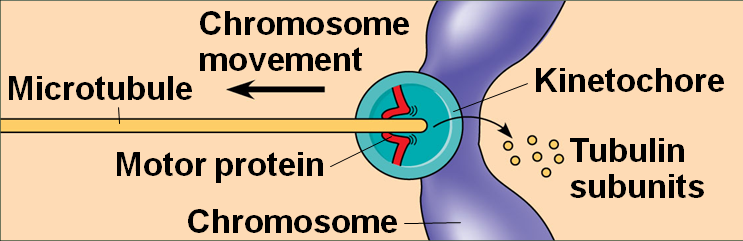 Chromosome
movement
Microtubule
Kinetochore
Motor protein
Tubulin
subunits
Chromosome